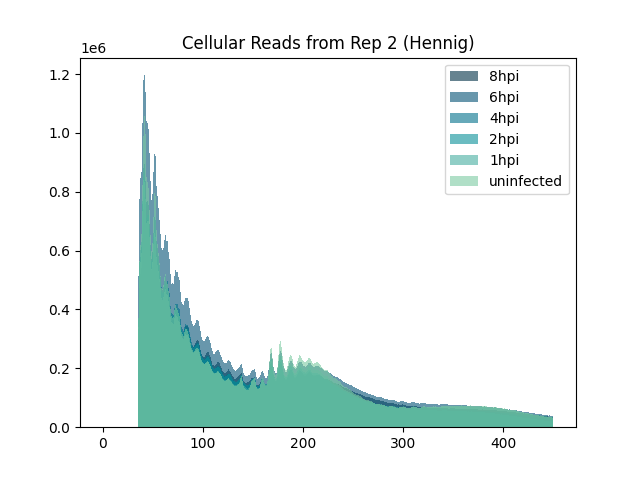 Cellular Reads from Rep 2 (Hennig)
1e6
1.2
1.0
0.8
0.6
0.4
0.2
0.0
8hpi
6hpi
4hpi
2hpi
1hpi
uninfected
0 100 200 300 400